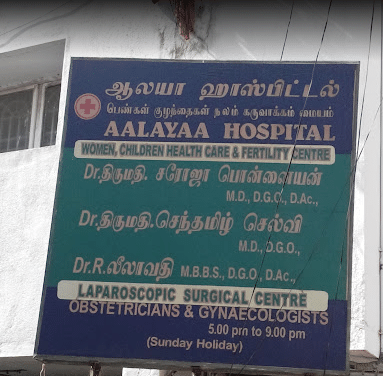 ஆலயா ஹாஸ்பிட்டல்
பெண்கள் குழந்தைகள் நலம் கருவாக்கம் மையம்
AALAYAA HOSPITAL
WOMEN, CHILDREN HEALTH CARE & FERTILITY CENTRE
Dr.திருமதி. சரோஜா பொன்னையன்
M.D., D.G.O., D.Ac.,
Dr.திருமதி.செந்தமிழ் செல்வி
M.D., D.G.O.,
Dr.R.லீலாவதி M.B.B.S., D.G.O., D.Ac.,
LAPAROSCOPIC SURGICAL CENTRE
OBSTETRICIANS & GYNAECOLOGISTS
5.00 pm to 9.00 pm
(Sunday Holiday)